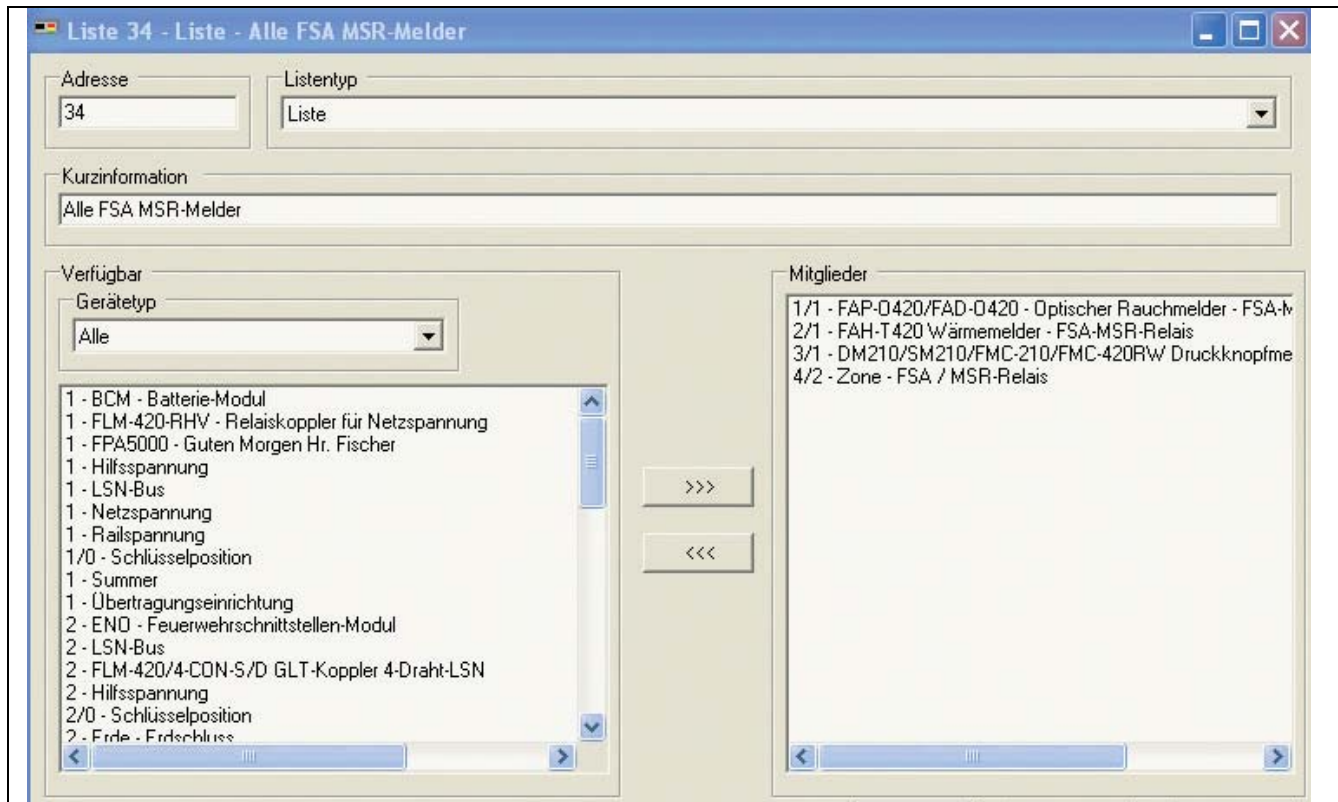 Liste 34 - Liste - Alle FSA MSR-Melder
Adresse
34
Listentyp
Liste
Kurzinformation
Alle FSA MSR-Melder
Verfügbar
Gerätetyp
Alle
1 - BCM - Batterie-Modul
1 - FLM-420-RHV - Relaiskoppler für Netzspannung
1 - FPA5000 - Guten Morgen Hr. Fischer
1 - Hilfsspannung
1 - LSN-Bus
1 - Netzspannung
1 - Railspannung
1/0 - Schlüsselposition
1 - Summer
1 - Übertragungseinrichtung
2 - ENO - Feuerwehrschnittstellen-Modul
2 - LSN-Bus
2 - FLM-420/4-CON-S/D GLT-Koppler 4-Draht-LSN
2 - Hilfsspannung
2/0 - Schlüsselposition
2 - Erde - Erdschluss
>>>
<<<
Mitglieder
1/1 - FAP-O420/FAD-O420 - Optischer Rauchmelder - FSA-M
2/1 - FAH-T420 Wärmemelder - FSA-MSR-Relais
3/1 - DM210/SM210/FMC-210/FMC-420RW Druckknopfme
4/2 - Zone - FSA / MSR-Relais